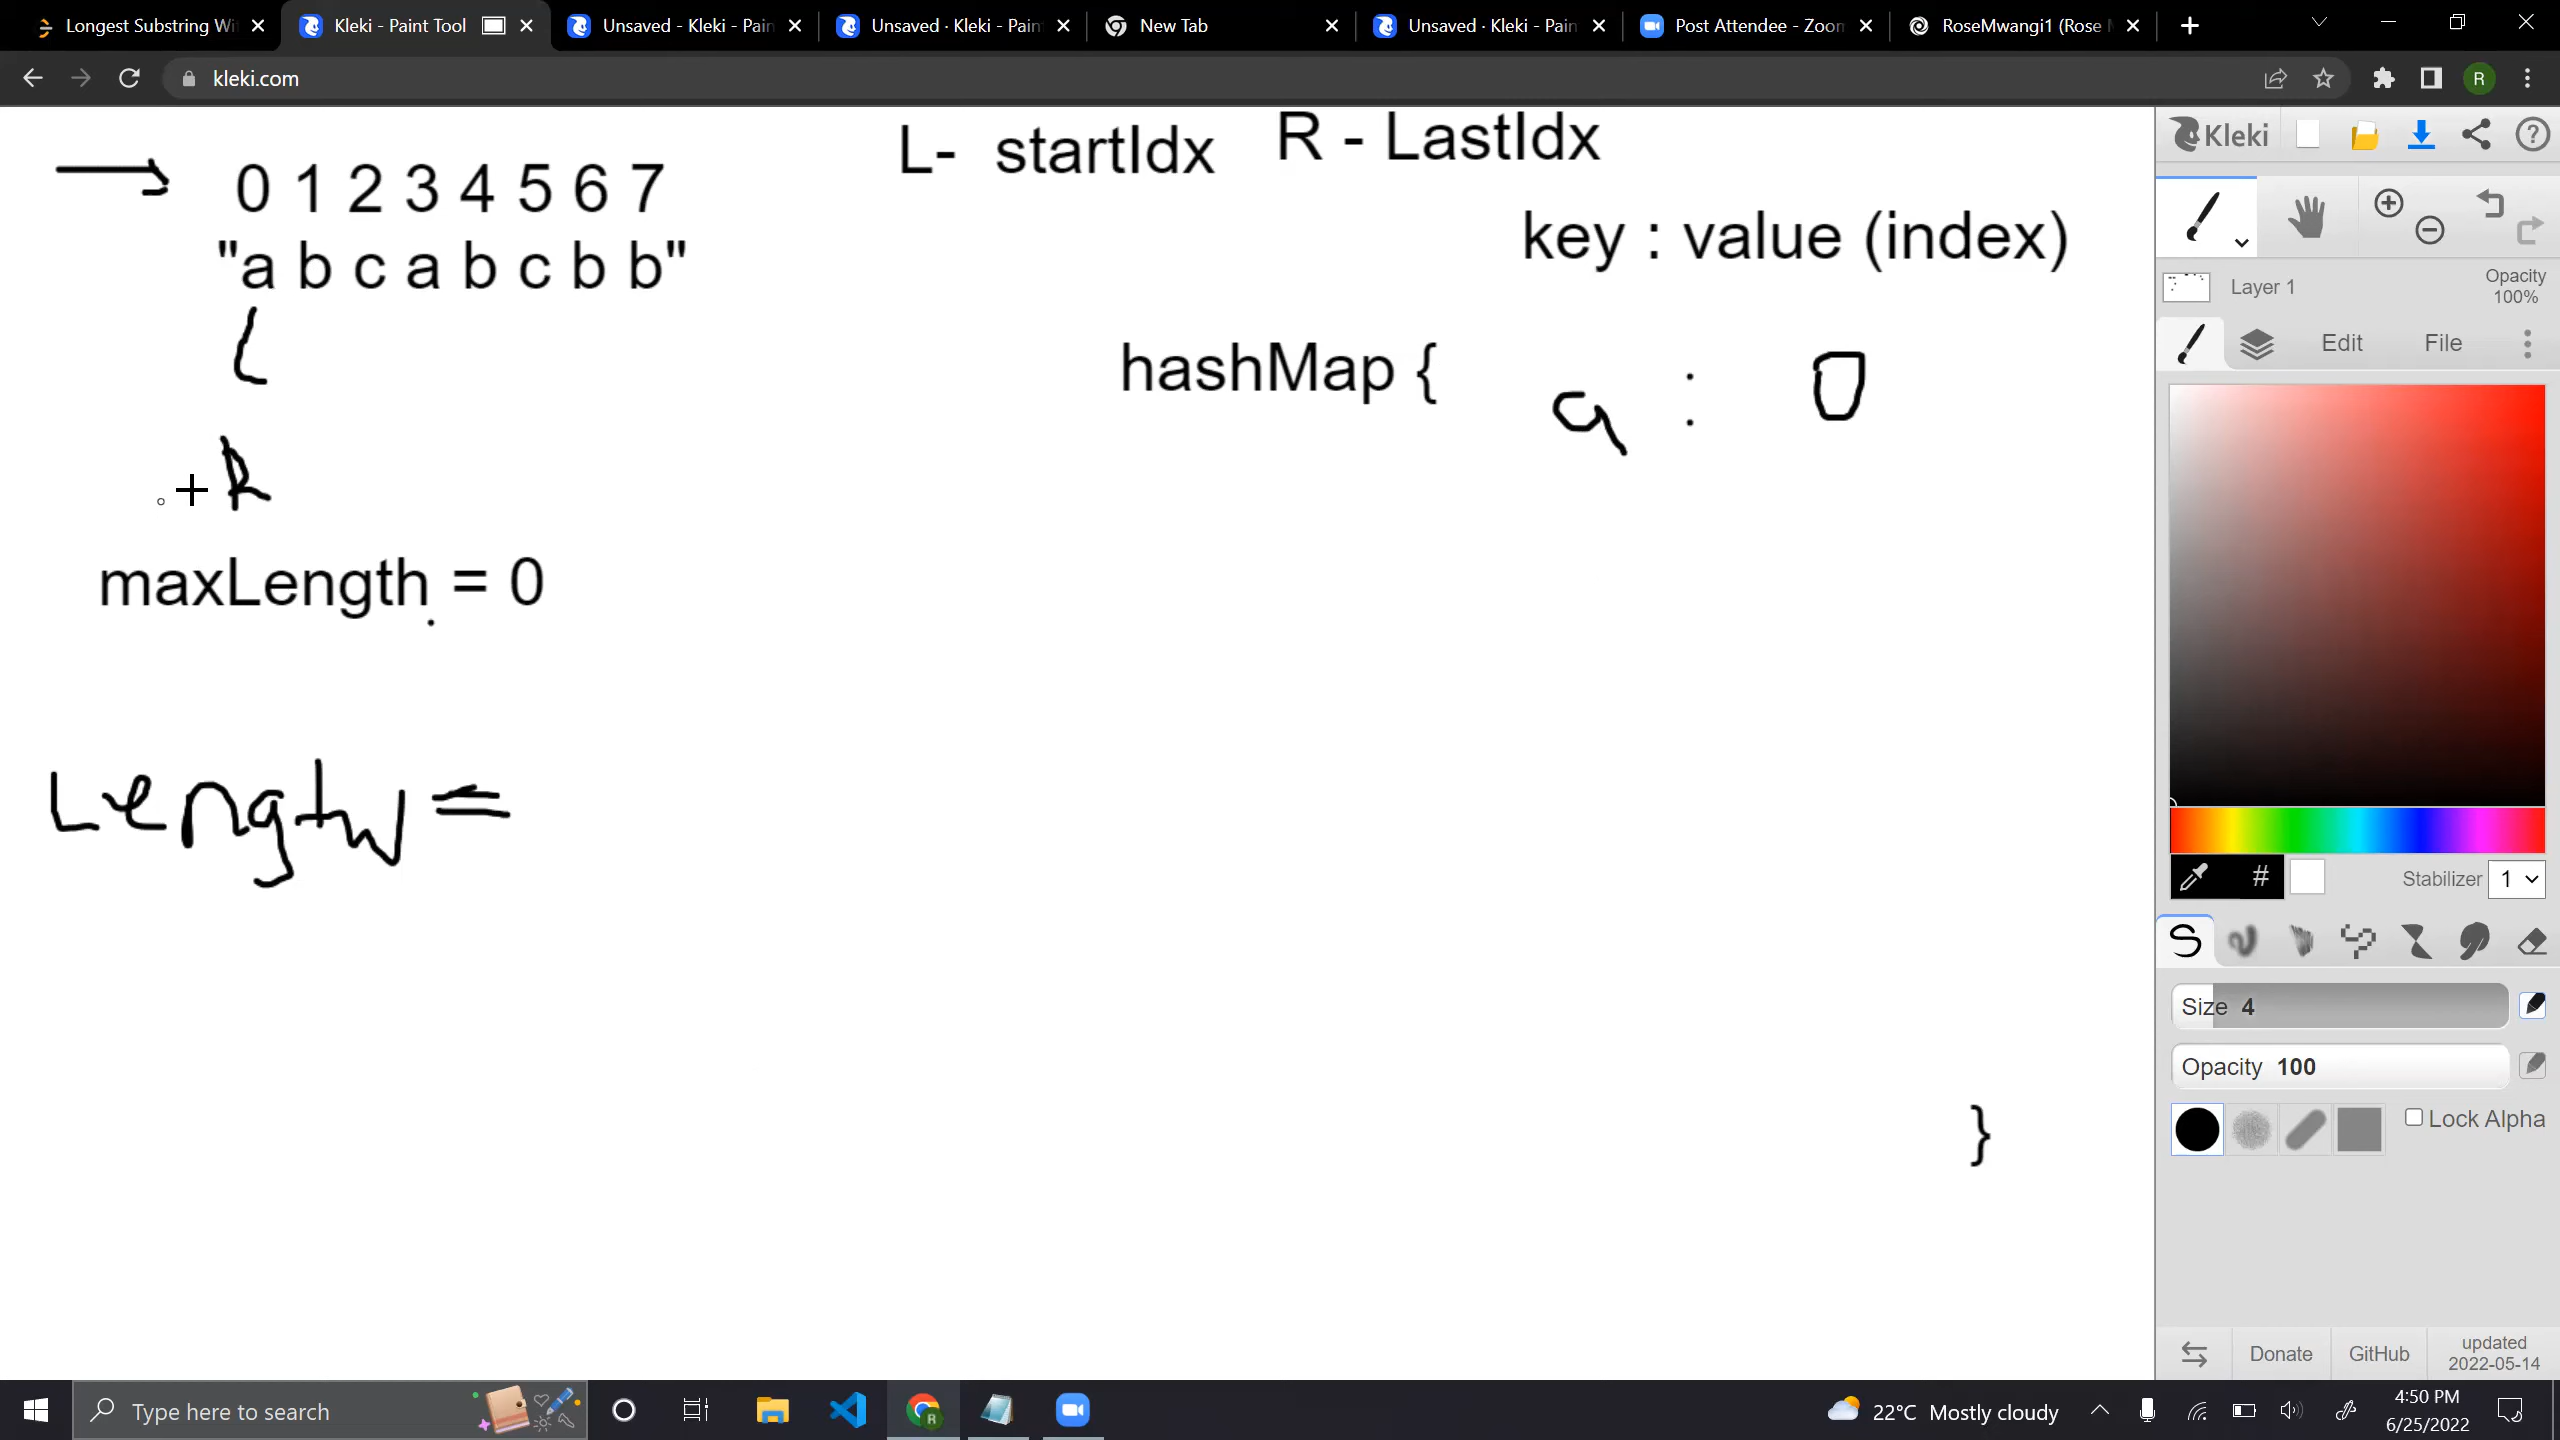 Longest Substring Wi
Kleki - Paint Tool
Unsaved - Kleki - Pain
Unsaved · Kleki - Pain
New Tab
Unsaved · Kleki - Pain
Post Attendee - Zoom
RoseMwangi1 (Rose M
kleki.com
R
L- startIdx R - LastIdx
0 1 2 3 4 5 6 7
"a b c a b c b b"
key : value (index)
L
hashMap {
a : 0
R
maxLength = 0
Length =
}
Kleki
Layer 1
Opacity
100%
Edit
File
#
Stabilizer 1
Size 4
Opacity 100
Lock Alpha
Donate
GitHub
updated
2022-05-14
Type here to search
22°C Mostly cloudy
4:50 PM
6/25/2022